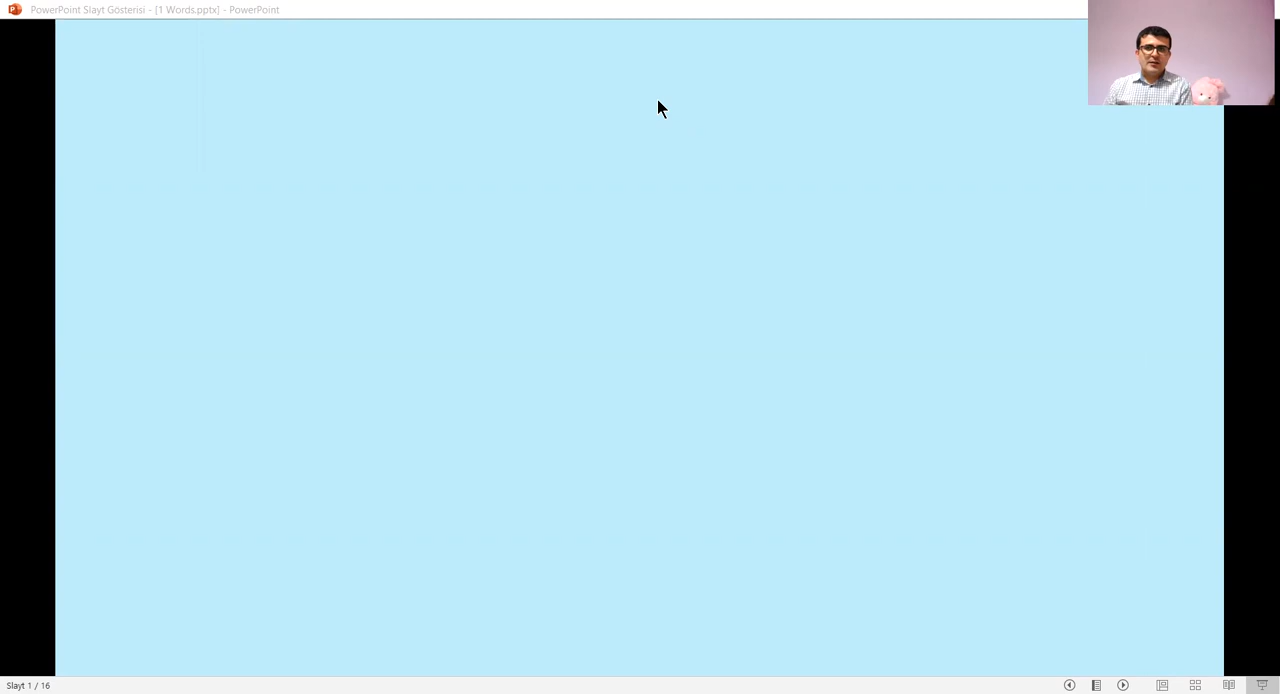 PowerPoint Slayt Gösterisi - [1 Words.pptx] - PowerPoint
Slayt 1 / 16